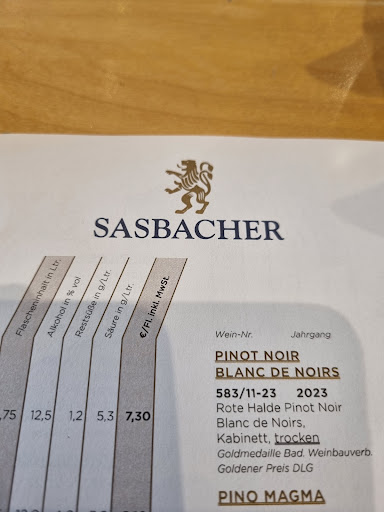 SASBACHER
Flascheninhalt in Ltr.
Alkohol in % vol
Restsüße in g/Ltr.
Säure in g/Ltr.
€/Fl. inkl. MwSt.
,75 12,5 1,2 5,3 7,30
Wein-Nr. Jahrgang
PINOT NOIR
BLANC DE NOIRS
583/11-23 2023
Rote Halde Pinot Noir
Blanc de Noirs,
Kabinett, trocken
Goldmedaille Bad. Weinbauverb.
Goldener Preis DLG
PINO MAGMA